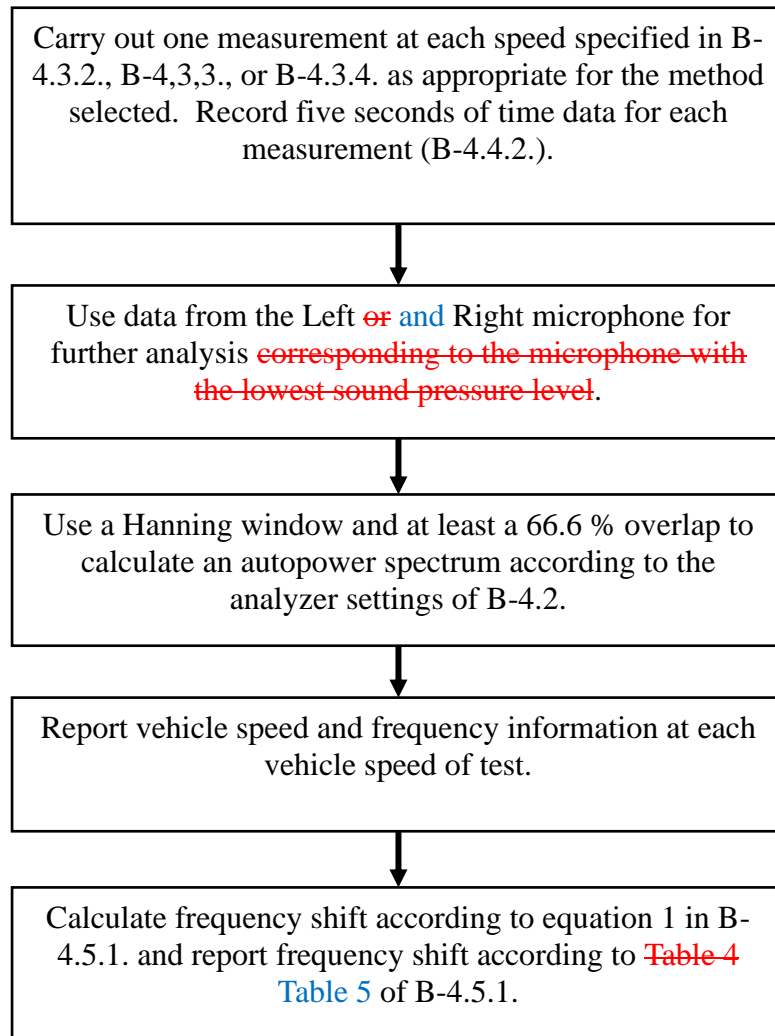 Carry out one measurement at each speed specified in B-
4.3.2., B-4,3,3., or B-4.3.4. as appropriate for the method
selected.  Record five seconds of time data for each
measurement (B-4.4.2.).
Use data from the Left or and Right microphone for
further analysis corresponding to the microphone with
the lowest sound pressure level.
Use a Hanning window and at least a 66.6 % overlap to
calculate an autopower spectrum according to the
analyzer settings of B-4.2.
Report vehicle speed and frequency information at each
vehicle speed of test.
Calculate frequency shift according to equation 1 in B-
4.5.1. and report frequency shift according to Table 4
Table 5 of B-4.5.1.